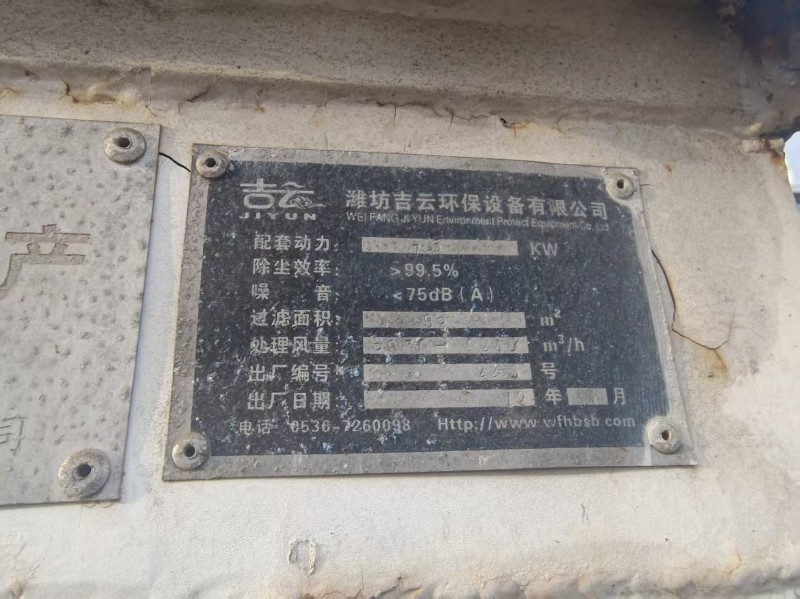 产
司
吉云 潍坊吉云环保设备有限公司
JIYUN WEI FANG JI YUN Environment Protect Equipment Co., Ltd
配套动力: KW
除尘效率: >99.5%
噪 音: <75dB(A)
过滤面积: m²
处理风量: m³/h
出厂编号: 号
出厂日期: 年 月
电话 0536-7260098 Http://www.wfhbsb.com